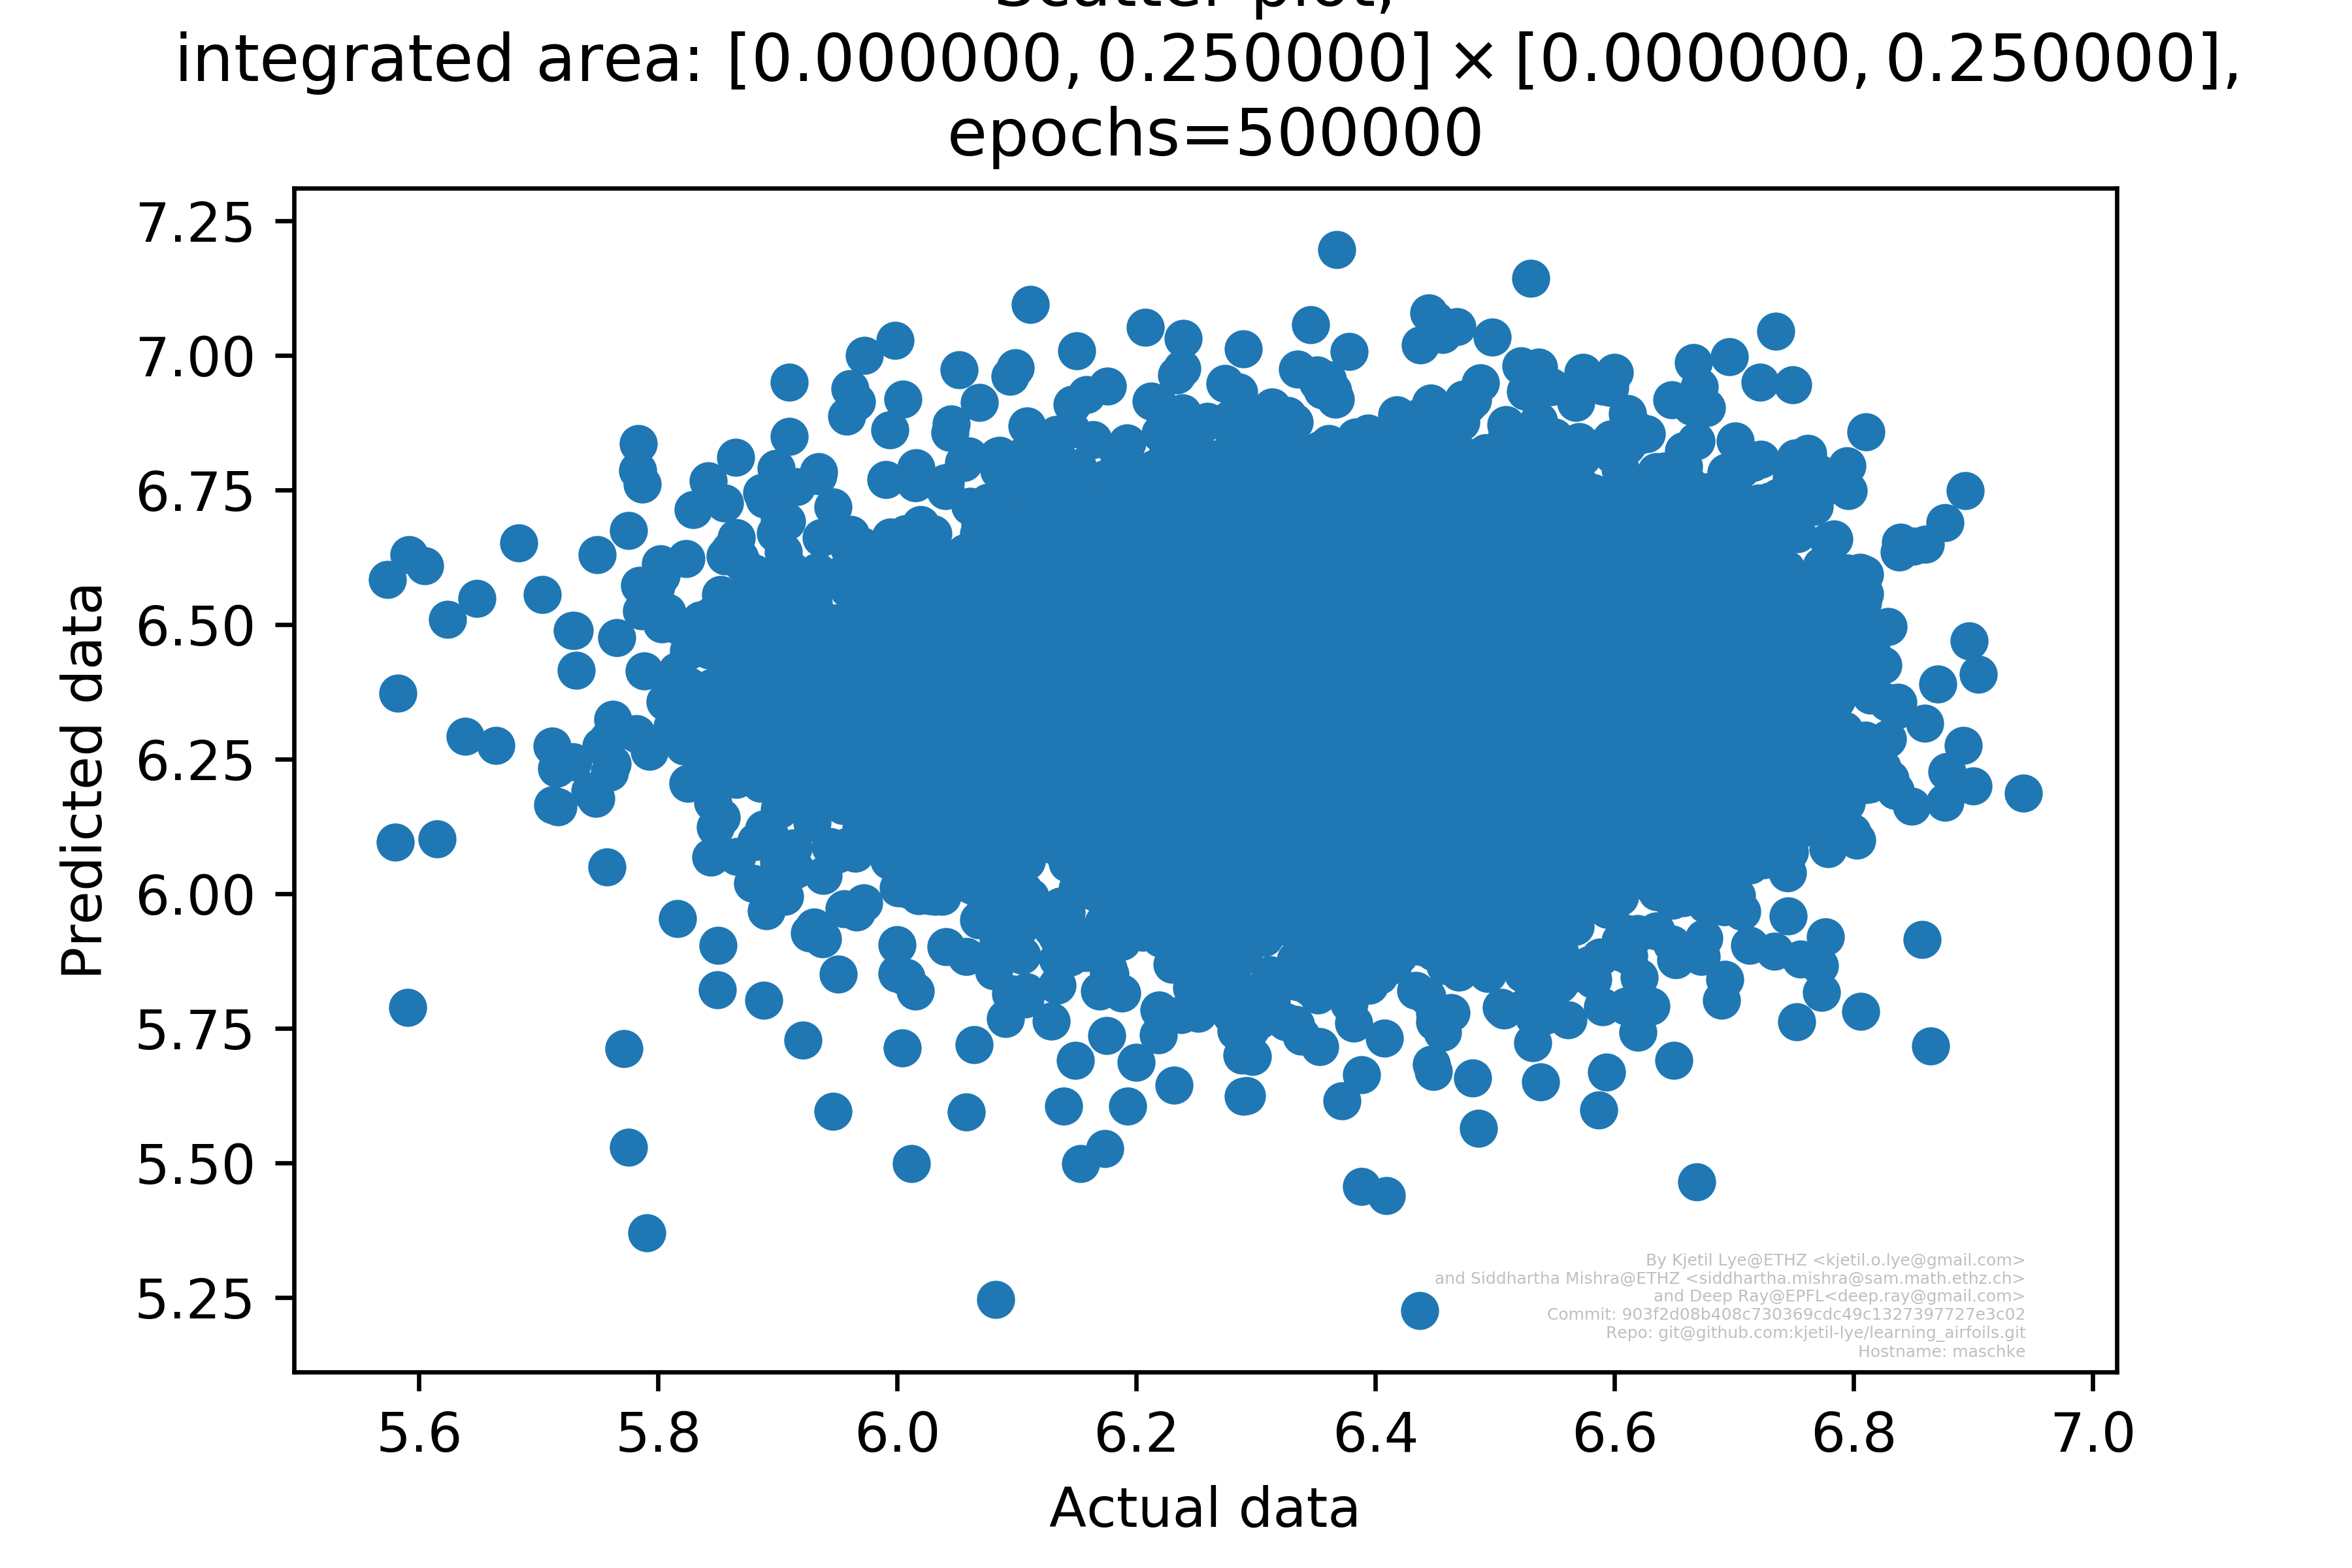 Scatter plot,
integrated area: [0.000000, 0.250000] × [0.000000, 0.250000],
epochs=500000
7.25
7.00
6.75
6.50
6.25
6.00
5.75
5.50
5.25
Predicted data
By Kjetil Lye@ETHZ <kjetil.o.lye@gmail.com>
and Siddhartha Mishra@ETHZ <siddhartha.mishra@sam.math.ethz.ch>
and Deep Ray@EPFL<deep.ray@gmail.com>
Commit: 903f2d08b408c730369cdc49c1327397727e3c02
Repo: git@github.com:kjetil-lye/learning_airfoils.git
Hostname: maschke
5.6 5.8 6.0 6.2 6.4 6.6 6.8 7.0
Actual data